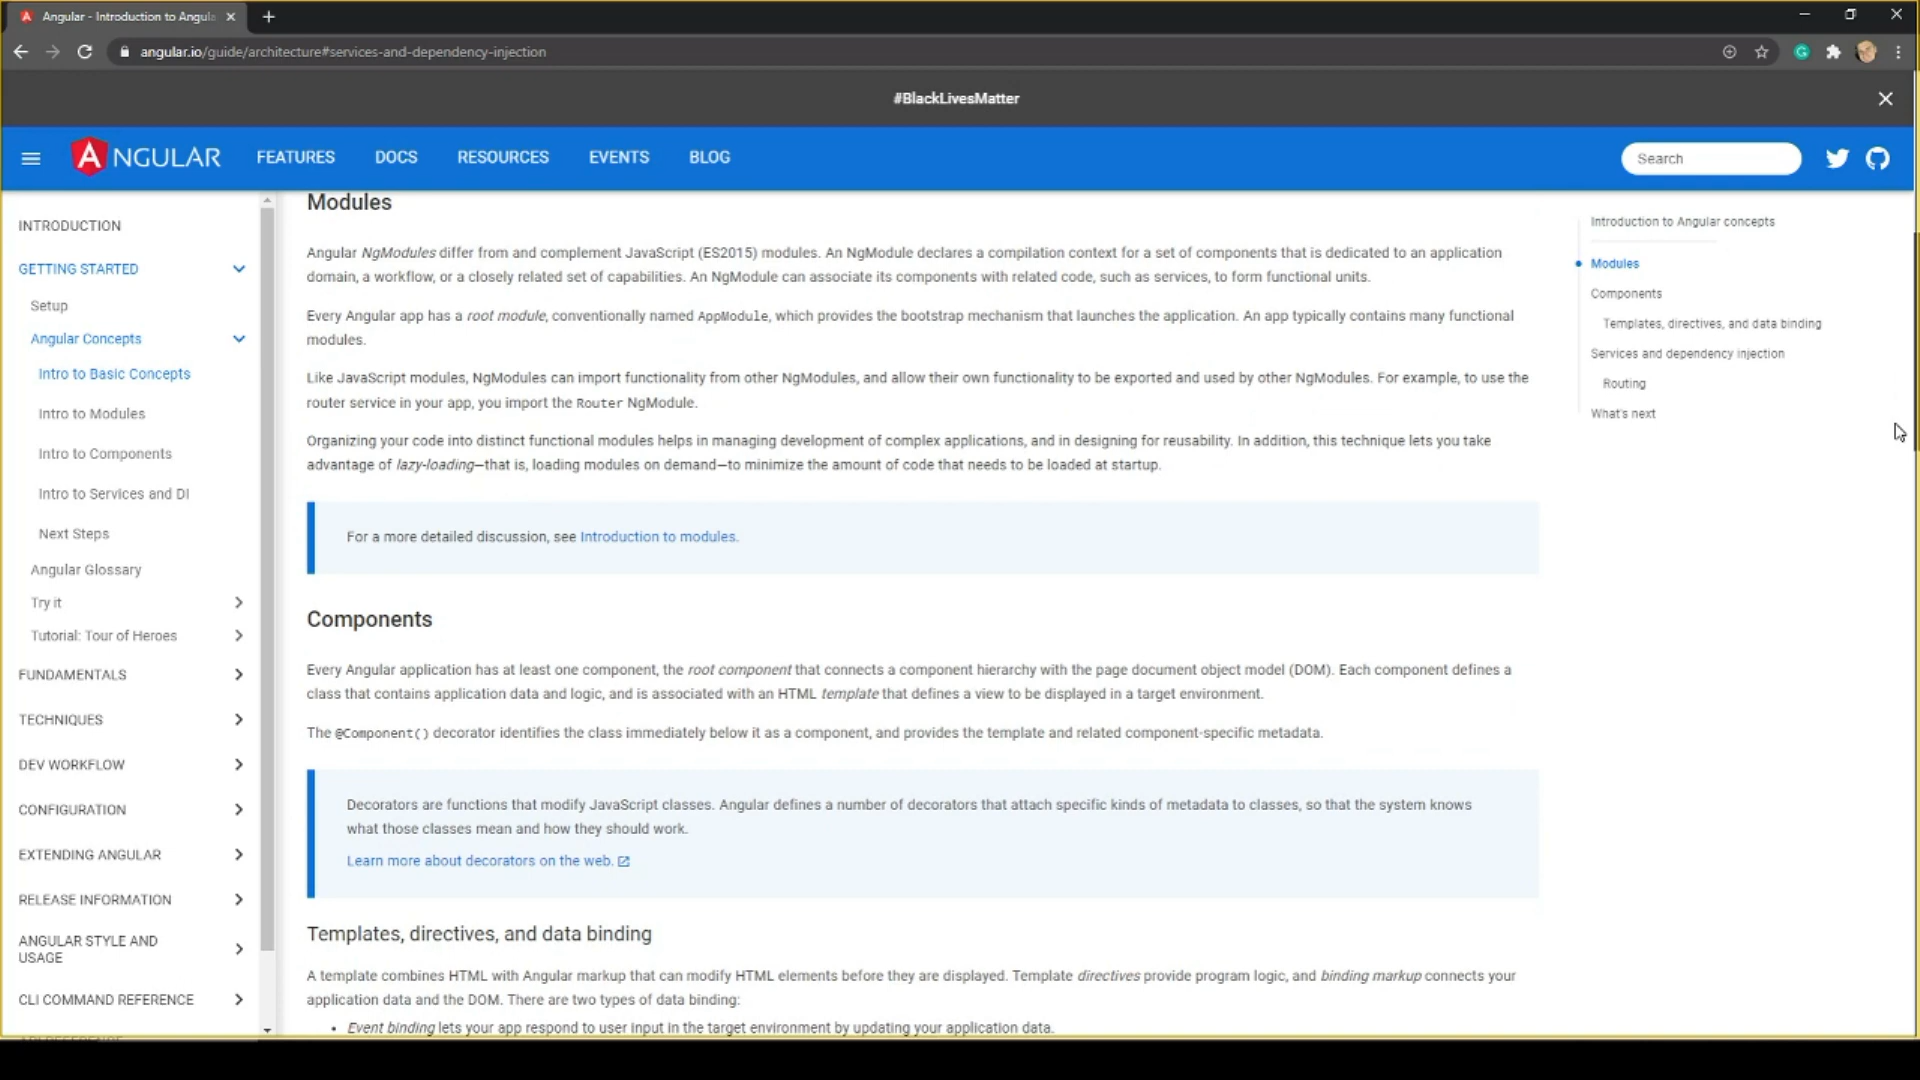 Angular - Introduction to Angula
angular.io/guide/architecture#services-and-dependency-injection
#BlackLivesMatter
ANGULAR
FEATURES
DOCS
RESOURCES
EVENTS
BLOG
Search
INTRODUCTION
GETTING STARTED
Setup
Angular Concepts
Intro to Basic Concepts
Intro to Modules
Intro to Components
Intro to Services and DI
Next Steps
Angular Glossary
Try it
Tutorial: Tour of Heroes
FUNDAMENTALS
TECHNIQUES
DEV WORKFLOW
CONFIGURATION
EXTENDING ANGULAR
RELEASE INFORMATION
ANGULAR STYLE AND
USAGE
CLI COMMAND REFERENCE
Modules
Angular NgModules differ from and complement JavaScript (ES2015) modules. An NgModule declares a compilation context for a set of components that is dedicated to an application
domain, a workflow, or a closely related set of capabilities. An NgModule can associate its components with related code, such as services, to form functional units.
Every Angular app has a root module, conventionally named AppModule, which provides the bootstrap mechanism that launches the application. An app typically contains many functional
modules.
Like JavaScript modules, NgModules can import functionality from other NgModules, and allow their own functionality to be exported and used by other NgModules. For example, to use the
router service in your app, you import the Router NgModule.
Organizing your code into distinct functional modules helps in managing development of complex applications, and in designing for reusability. In addition, this technique lets you take
advantage of lazy-loading—that is, loading modules on demand—to minimize the amount of code that needs to be loaded at startup.
For a more detailed discussion, see Introduction to modules.
Components
Every Angular application has at least one component, the root component that connects a component hierarchy with the page document object model (DOM). Each component defines a
class that contains application data and logic, and is associated with an HTML template that defines a view to be displayed in a target environment.
The @Component() decorator identifies the class immediately below it as a component, and provides the template and related component-specific metadata.
Decorators are functions that modify JavaScript classes. Angular defines a number of decorators that attach specific kinds of metadata to classes, so that the system knows
what those classes mean and how they should work.
Learn more about decorators on the web.
Templates, directives, and data binding
A template combines HTML with Angular markup that can modify HTML elements before they are displayed. Template directives provide program logic, and binding markup connects your
application data and the DOM. There are two types of data binding:
• Event binding lets your app respond to user input in the target environment by updating your application data.
Introduction to Angular concepts
Modules
Components
Templates, directives, and data binding
Services and dependency injection
Routing
What's next